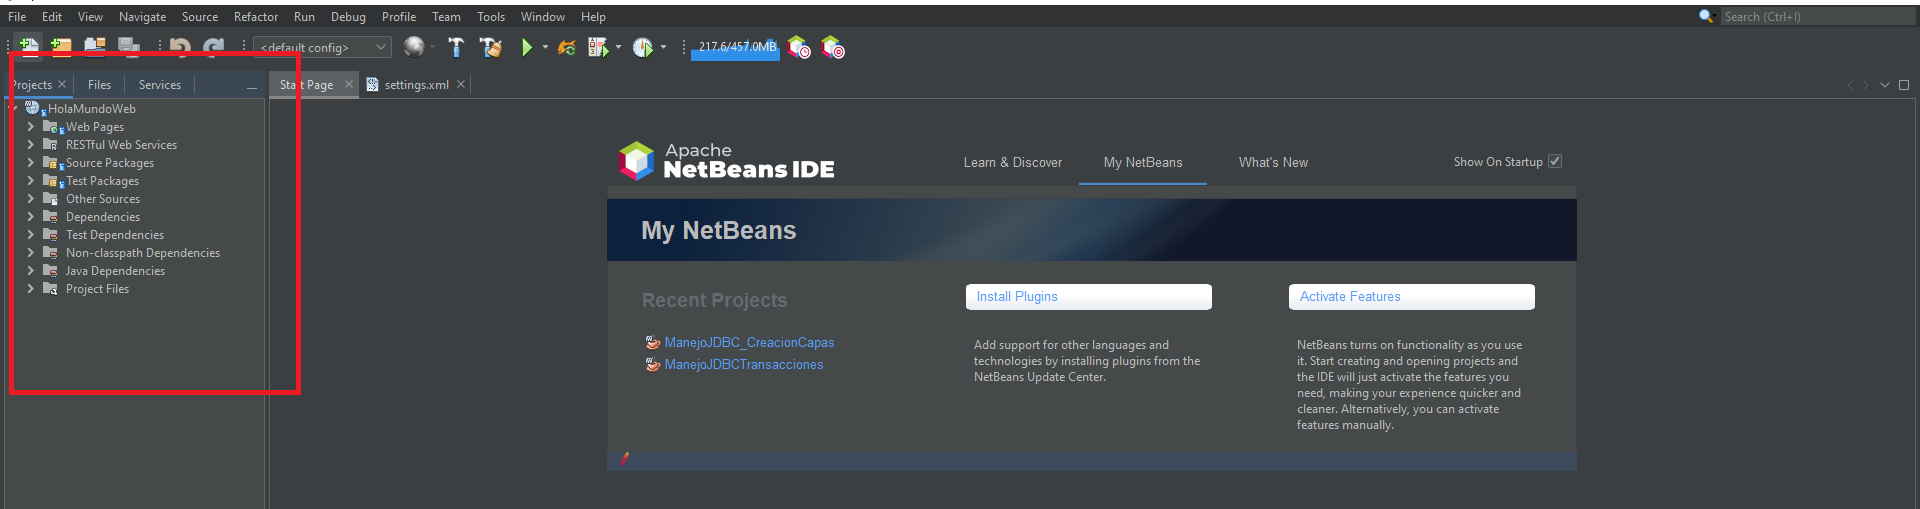 File Edit View Navigate Source Refactor Run Debug Profile Team Tools Window Help
Search (Ctrl+I)
<default config>
217.6/457.0MB
Projects Files Services
Start Page settings.xml
HolaMundoWeb
Web Pages
RESTful Web Services
Source Packages
Test Packages
Other Sources
Dependencies
Test Dependencies
Non-classpath Dependencies
Java Dependencies
Project Files
Apache
NetBeans IDE
Learn & Discover My NetBeans What's New Show On Startup
My NetBeans
Recent Projects
ManejoJDBC_CreacionCapas
ManejoJDBCTransacciones
Install Plugins
Add support for other languages and
technologies by installing plugins from the
NetBeans Update Center.
Activate Features
NetBeans turns on functionality as you use
it. Start creating and opening projects and
the IDE will just activate the features you
need, making your experience quicker and
cleaner. Alternatively, you can activate
features manually.